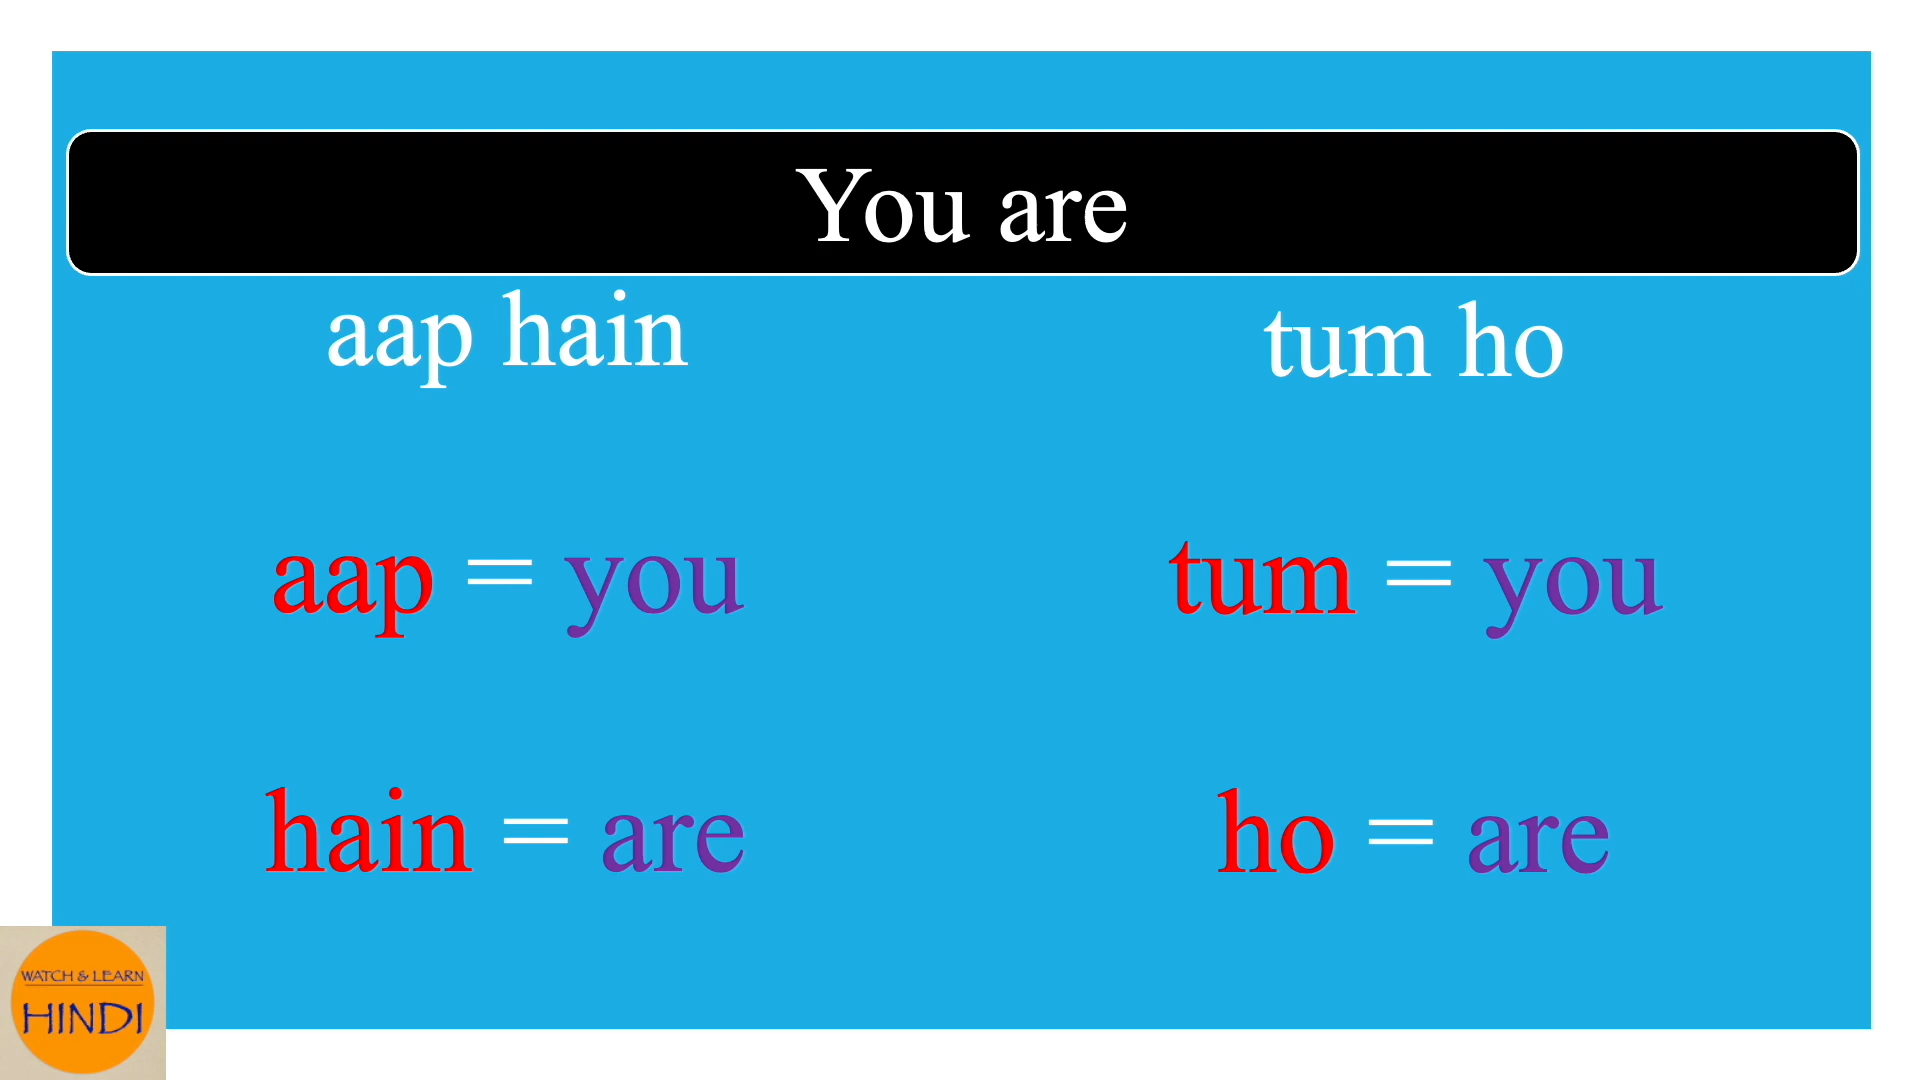 You are
aap hain
tum ho
aap = you
tum = you
hain = are
ho = are
WATCH & LEARN
HINDI